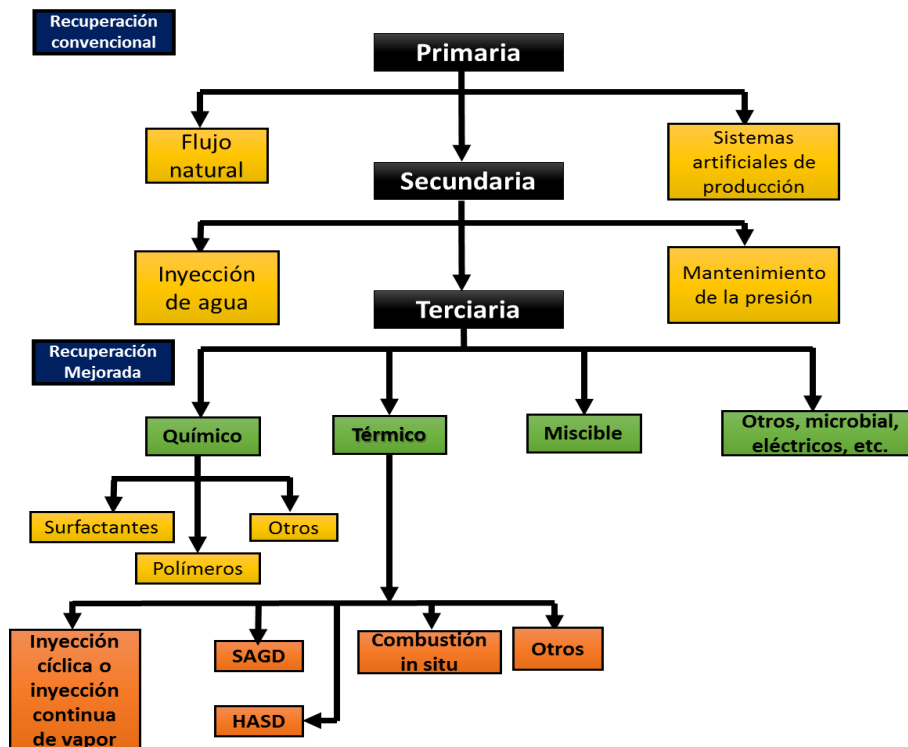 Recuperación
convencional
Primaria
Flujo
natural
Sistemas
artificiales de
producción
Secundaria
Inyección
de agua
Mantenimiento
de la presión
Terciaria
Recuperación
Mejorada
Químico
Térmico
Miscible
Otros, microbial,
eléctricos, etc.
Surfactantes
Otros
Polímeros
Inyección
cíclica o
inyección
continua
de vapor
SAGD
Combustión
in situ
Otros
HASD